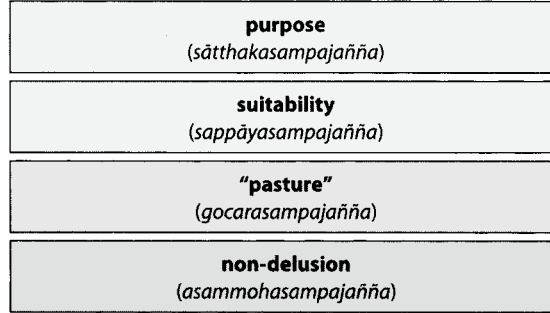 purpose
(sātthakasampajañña)
suitability
(sappāyasampajañña)
“pasture”
(gocarasampajañña)
non-delusion
(asammohasampajañña)